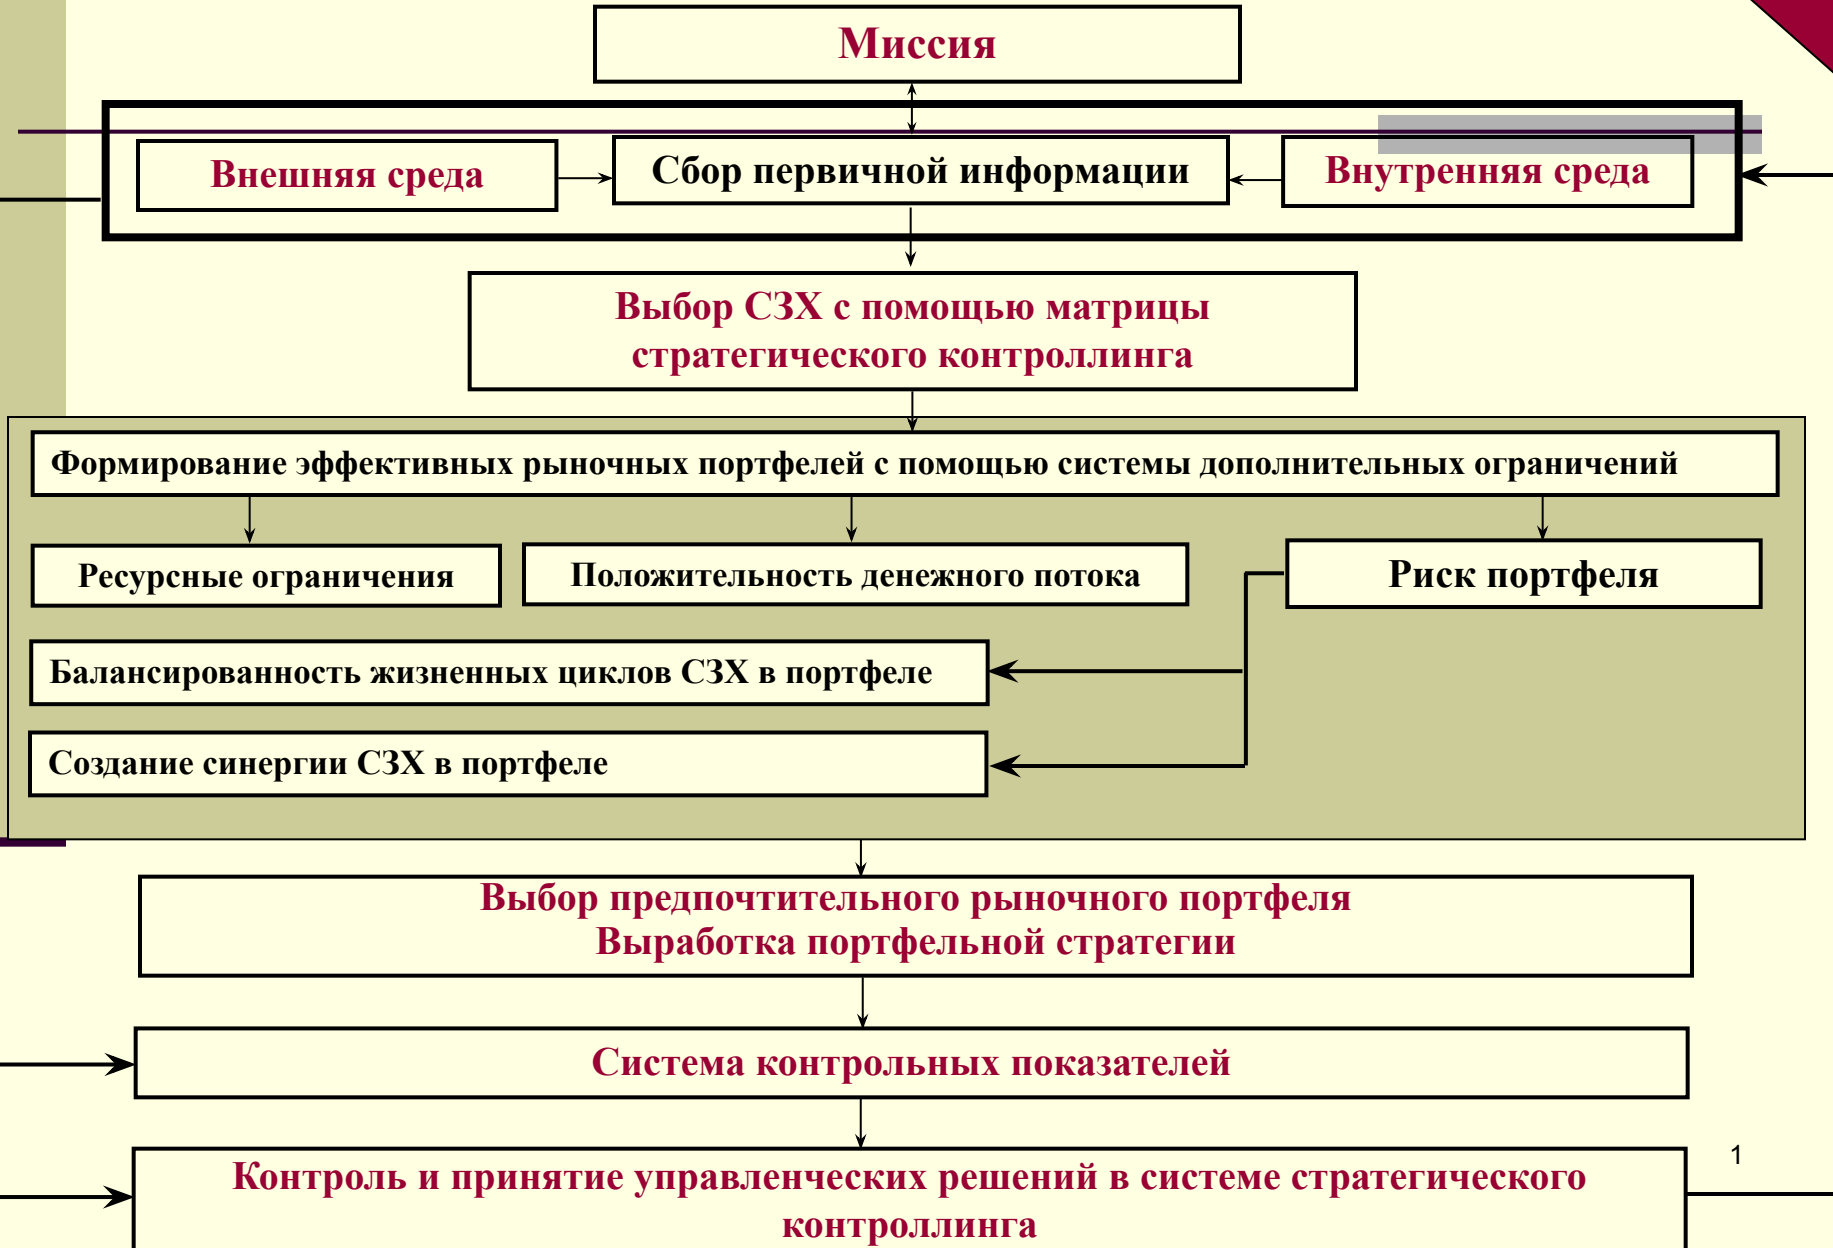 Миссия
Внешняя среда
Сбор первичной информации
Внутренняя среда
Выбор СЗХ с помощью матрицы
стратегического контроллинга
Формирование эффективных рыночных портфелей с помощью системы дополнительных ограничений
Ресурсные ограничения
Положительность денежного потока
Риск портфеля
Балансированность жизненных циклов СЗХ в портфеле
Создание синергии СЗХ в портфеле
Выбор предпочтительного рыночного портфеля
Выработка портфельной стратегии
Система контрольных показателей
1
Контроль и принятие управленческих решений в системе стратегического
контроллинга